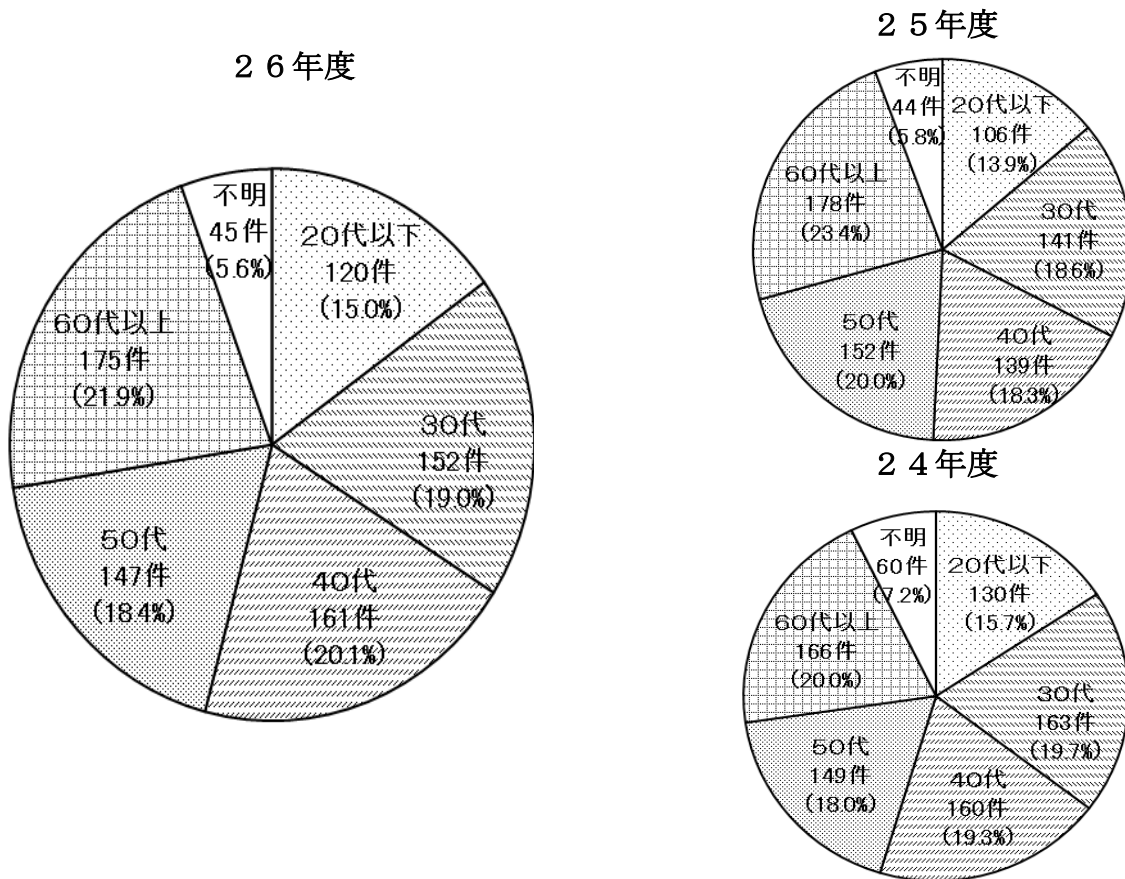 ２６年度
不明
45件
(5.6%)
20代以下
120件
(15.0%)
30代
152件
(19.0%)
40代
161件
(20.1%)
50代
147件
(18.4%)
60代以上
175件
(21.9%)
２５年度
不明
44件
(5.8%)
20代以下
106件
(13.9%)
30代
141件
(18.6%)
40代
139件
(18.3%)
50代
152件
(20.0%)
60代以上
178件
(23.4%)
２４年度
不明
60件
(7.2%)
20代以下
130件
(15.7%)
30代
163件
(19.7%)
40代
160件
(19.3%)
50代
149件
(18.0%)
60代以上
166件
(20.0%)